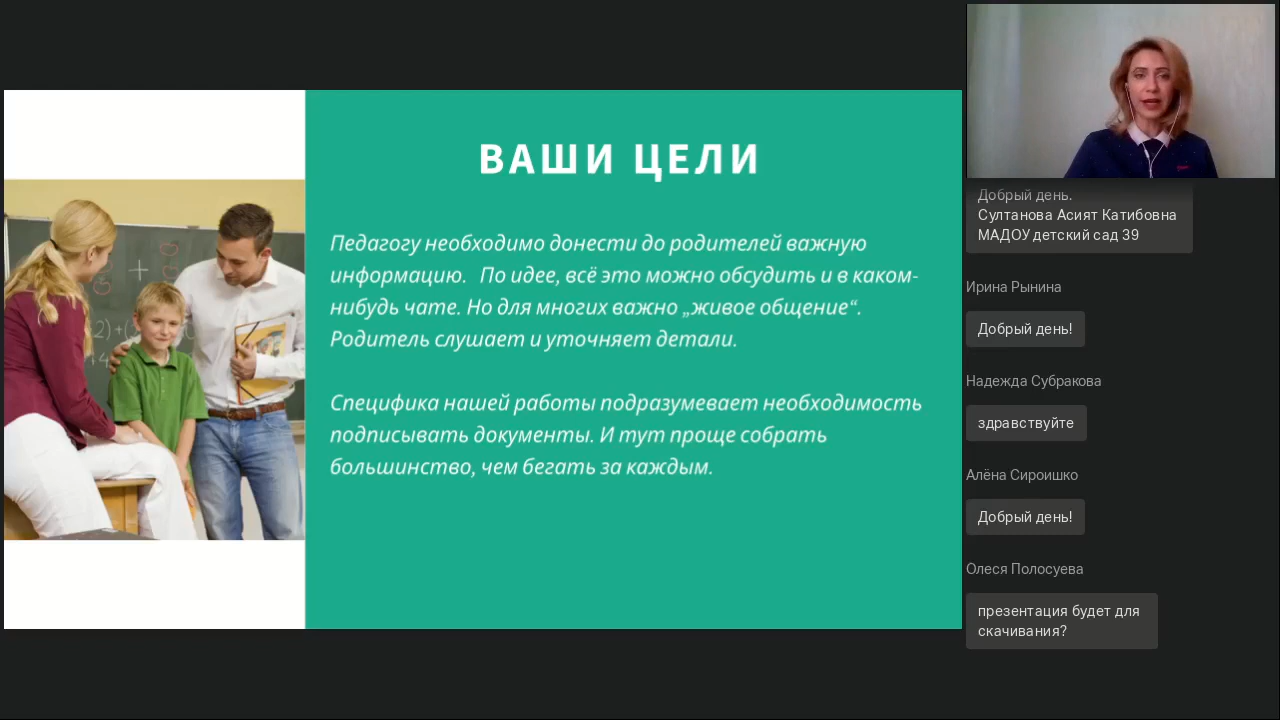 ВАШИ ЦЕЛИ
Педагогу необходимо донести до родителей важную
информацию. По идее, всё это можно обсудить и в каком-
нибудь чате. Но для многих важно „живое общение“.
Родитель слушает и уточняет детали.
Специфика нашей работы подразумевает необходимость
подписывать документы. И тут проще собрать
большинство, чем бегать за каждым.
Добрый день.
Султанова Асият Катибовна
МАДОУ детский сад 39
Ирина Рынина
Добрый день!
Надежда Субракова
здравствуйте
Алёна Сироишко
Добрый день!
Олеся Полосуева
презентация будет для
скачивания?